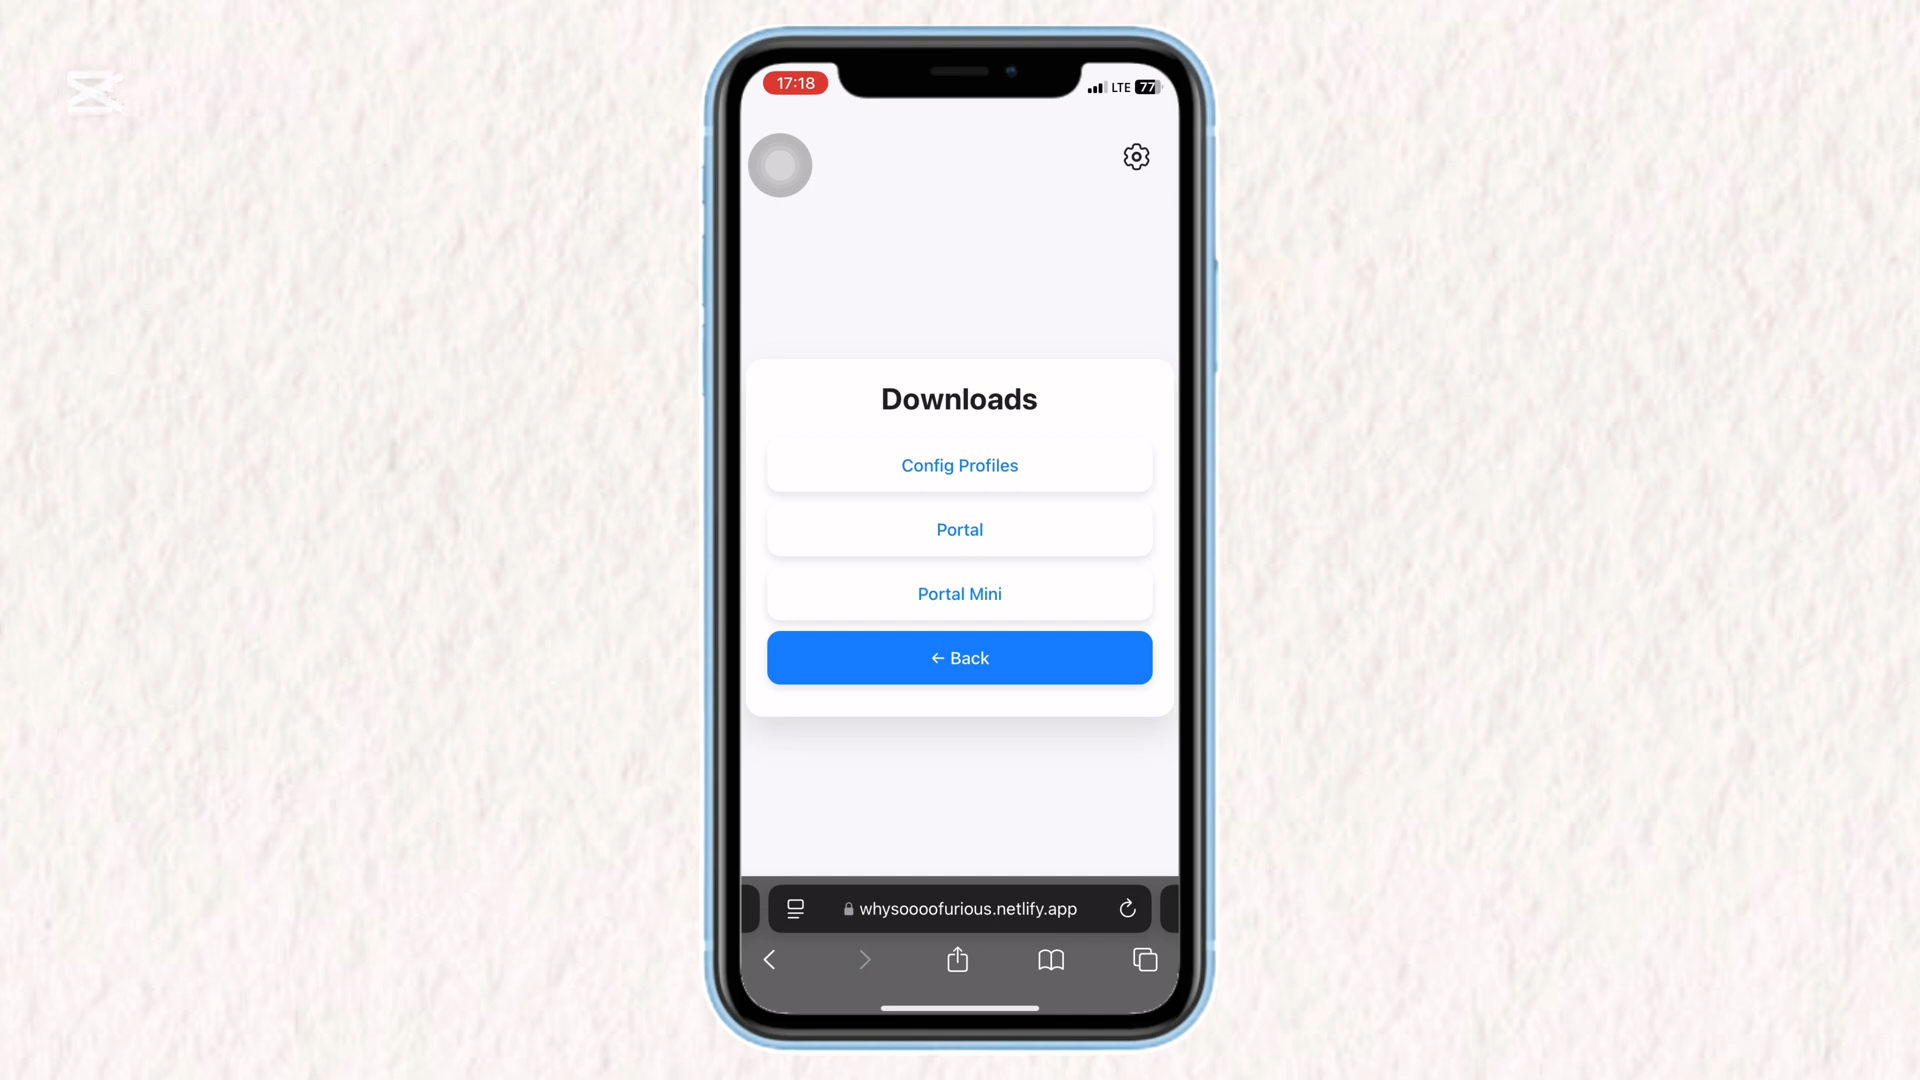 17:18
LTE 77
Downloads
Config Profiles
Portal
Portal Mini
← Back
whysoooofurious.netlify.app